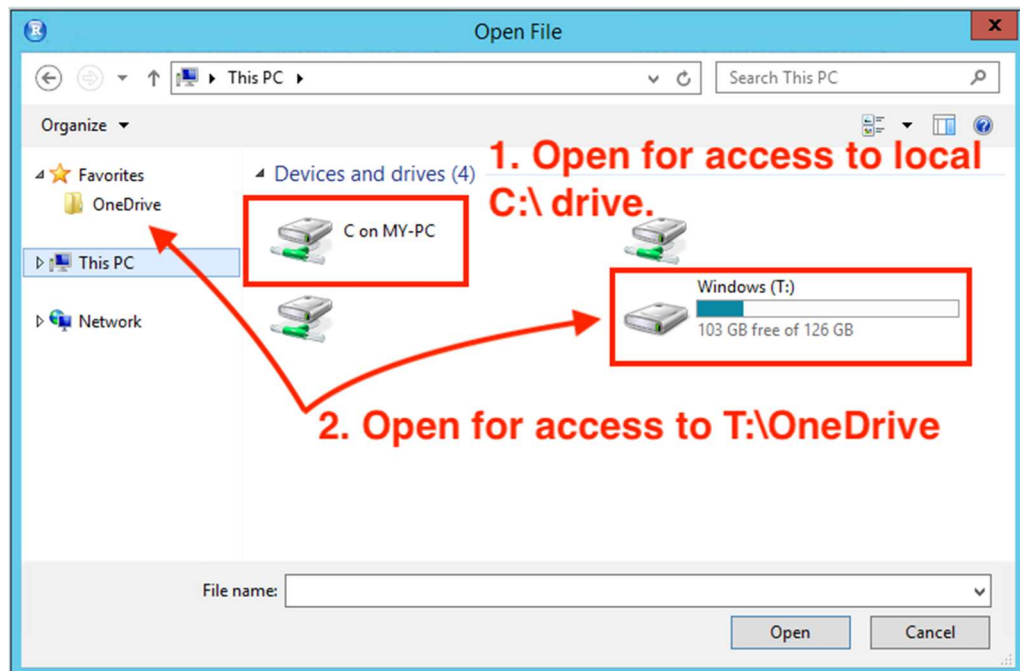 R
Open File
x
This PC
Search This PC
Organize
?
1. Open for access to local
C:\ drive.
Favorites
OneDrive
Devices and drives (4)
C on MY-PC
This PC
Windows (T:)
103 GB free of 126 GB
Network
2. Open for access to T:\OneDrive
File name:
Open
Cancel